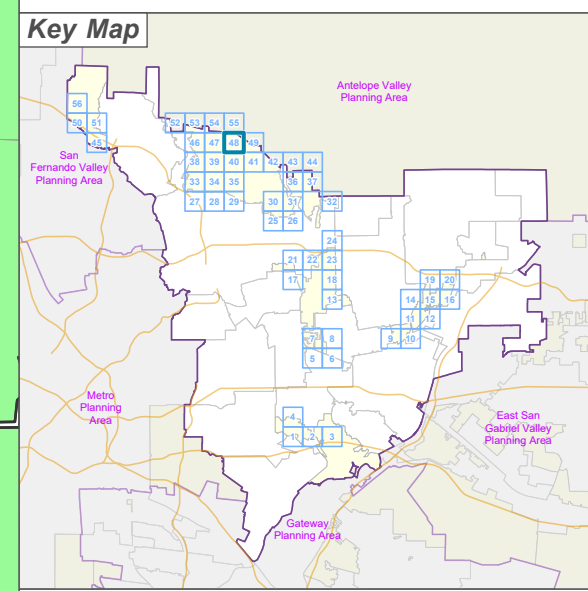 Key Map
Antelope Valley
Planning Area
56
50 51
52 53 54 55
45
46 47 48 49
San
Fernando Valley
Planning Area
38 39 40 41 42 43 44
33 34 35
36 37
27 28 29
30 31 32
25 26
24
21 22 23
17 18
19 20
13
14 15 16
11 12
7 8
9 10
5 6
Metro
Planning
Area
4
1 2 3
East San
Gabriel Valley
Planning Area
Gateway
Planning Area